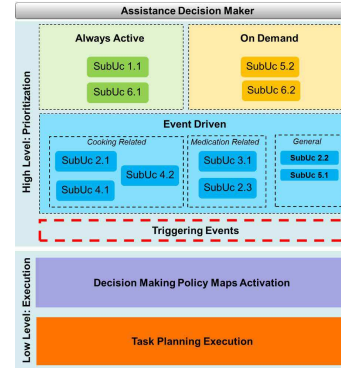 Assistance Decision Maker
High Level: Prioritization
Always Active
SubUc 1.1
SubUc 6.1
On Demand
SubUc 5.2
SubUc 6.2
Event Driven
Cooking Related
SubUc 2.1
SubUc 4.2
SubUc 4.1
Medication Related
SubUc 3.1
SubUc 2.3
General
SubUc 2.2
SubUc 5.1
Triggering Events
Low Level: Execution
Decision Making Policy Maps Activation
Task Planning Execution